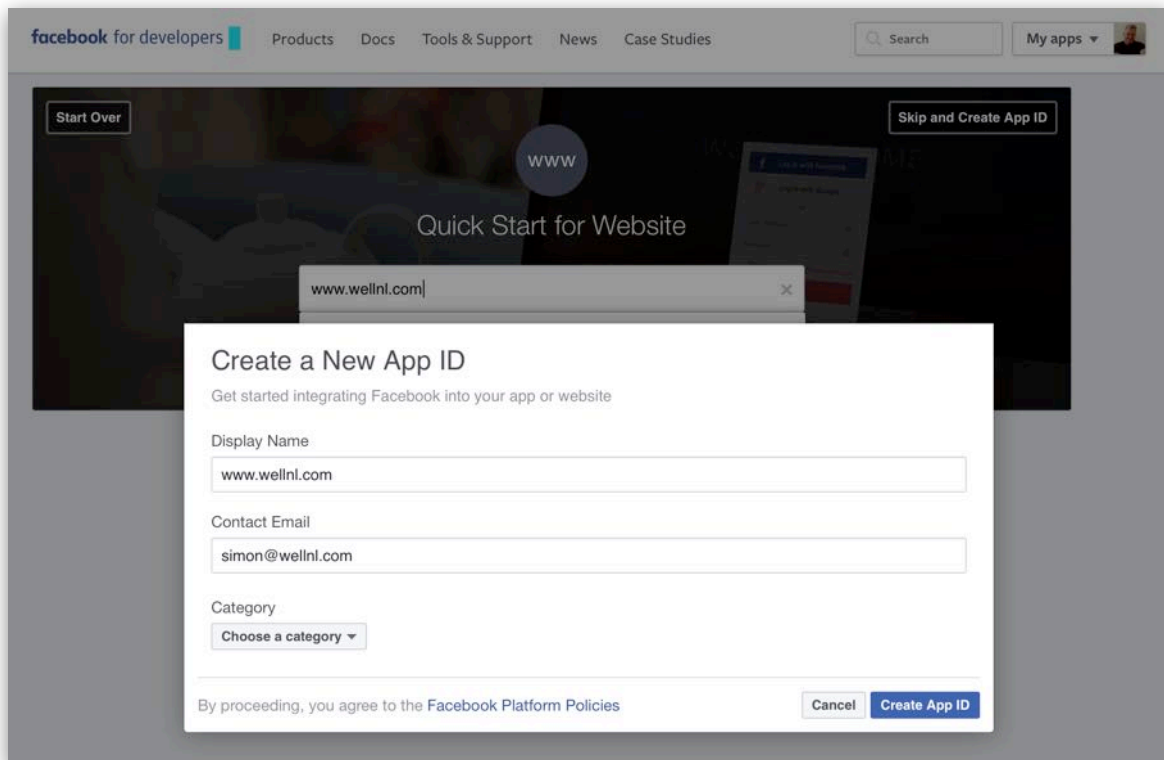 facebook for developers Products Docs Tools & Support News Case Studies Search My apps
Start Over Skip and Create App ID
www
Quick Start for Website
www.wellnl.com
Create a New App ID
Get started integrating Facebook into your app or website
Display Name
www.wellnl.com
Contact Email
simon@wellnl.com
Category
Choose a category
By proceeding, you agree to the Facebook Platform Policies Cancel Create App ID